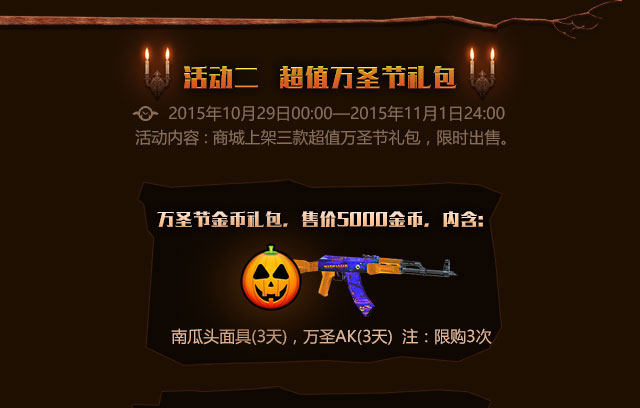 活动二 超值万圣节礼包
2015年10月29日00:00—2015年11月1日24:00
活动内容：商城上架三款超值万圣节礼包，限时出售。
万圣节金币礼包，售价5000金币，内含:
南瓜头面具(3天)，万圣AK(3天) 注：限购3次